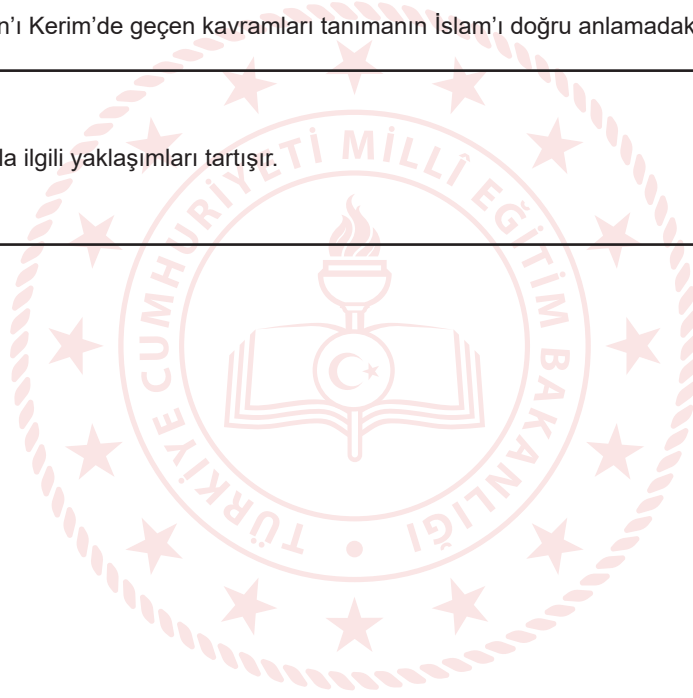 n’ı Kerim’de geçen kavramları tanımanın İslam’ı doğru anlamadak
la ilgili yaklaşımları tartışır.
TÜRKİYE CUMHURİYETİ MİLLÎ EĞİTİM BAKANLIĞI